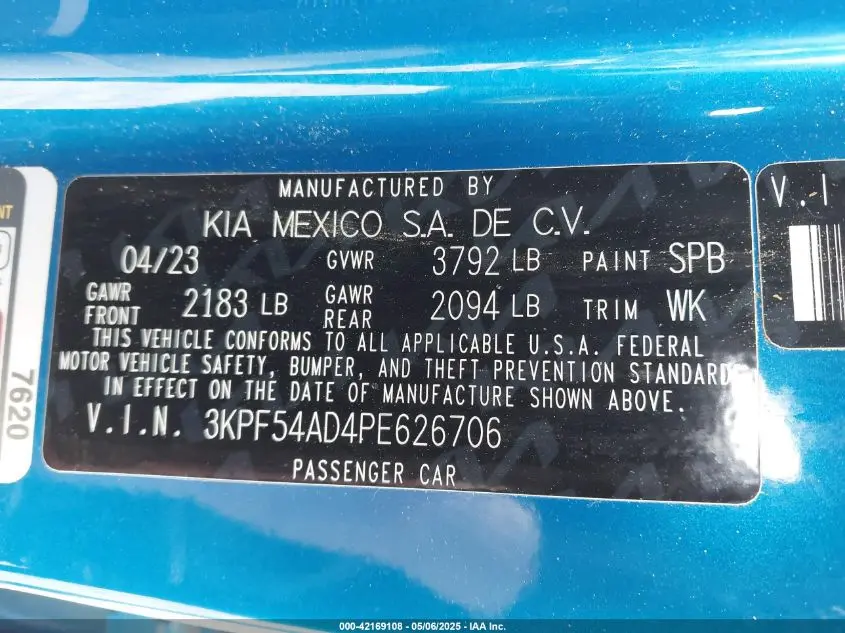 MANUFACTURED BY
KIA MEXICO S.A. DE C.V.
04/23 GVWR 3792 LB PAINT SPB
GAWR FRONT 2183 LB GAWR REAR 2094 LB TRIM WK
THIS VEHICLE CONFORMS TO ALL APPLICABLE U.S.A. FEDERAL
MOTOR VEHICLE SAFETY, BUMPER, AND THEFT PREVENTION STANDARD
IN EFFECT ON THE DATE OF MANUFACTURE SHOWN ABOVE.
V.I.N. 3KPF54AD4PE626706
PASSENGER CAR
V.I
7620
000-42169108 - 05/06/2025 - IAA Inc.